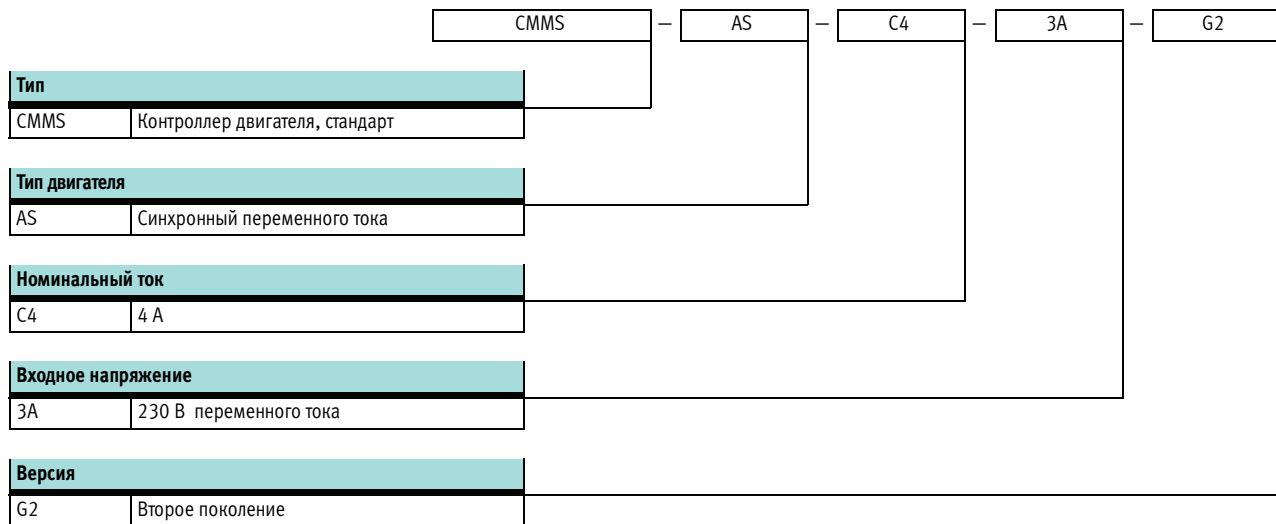 CMMS – AS – C4 – 3A – G2
Тип
CMMS Контроллер двигателя, стандарт
Тип двигателя
AS Синхронный переменного тока
Номинальный ток
C4 4 A
Входное напряжение
3A 230 В переменного тока
Версия
G2 Второе поколение